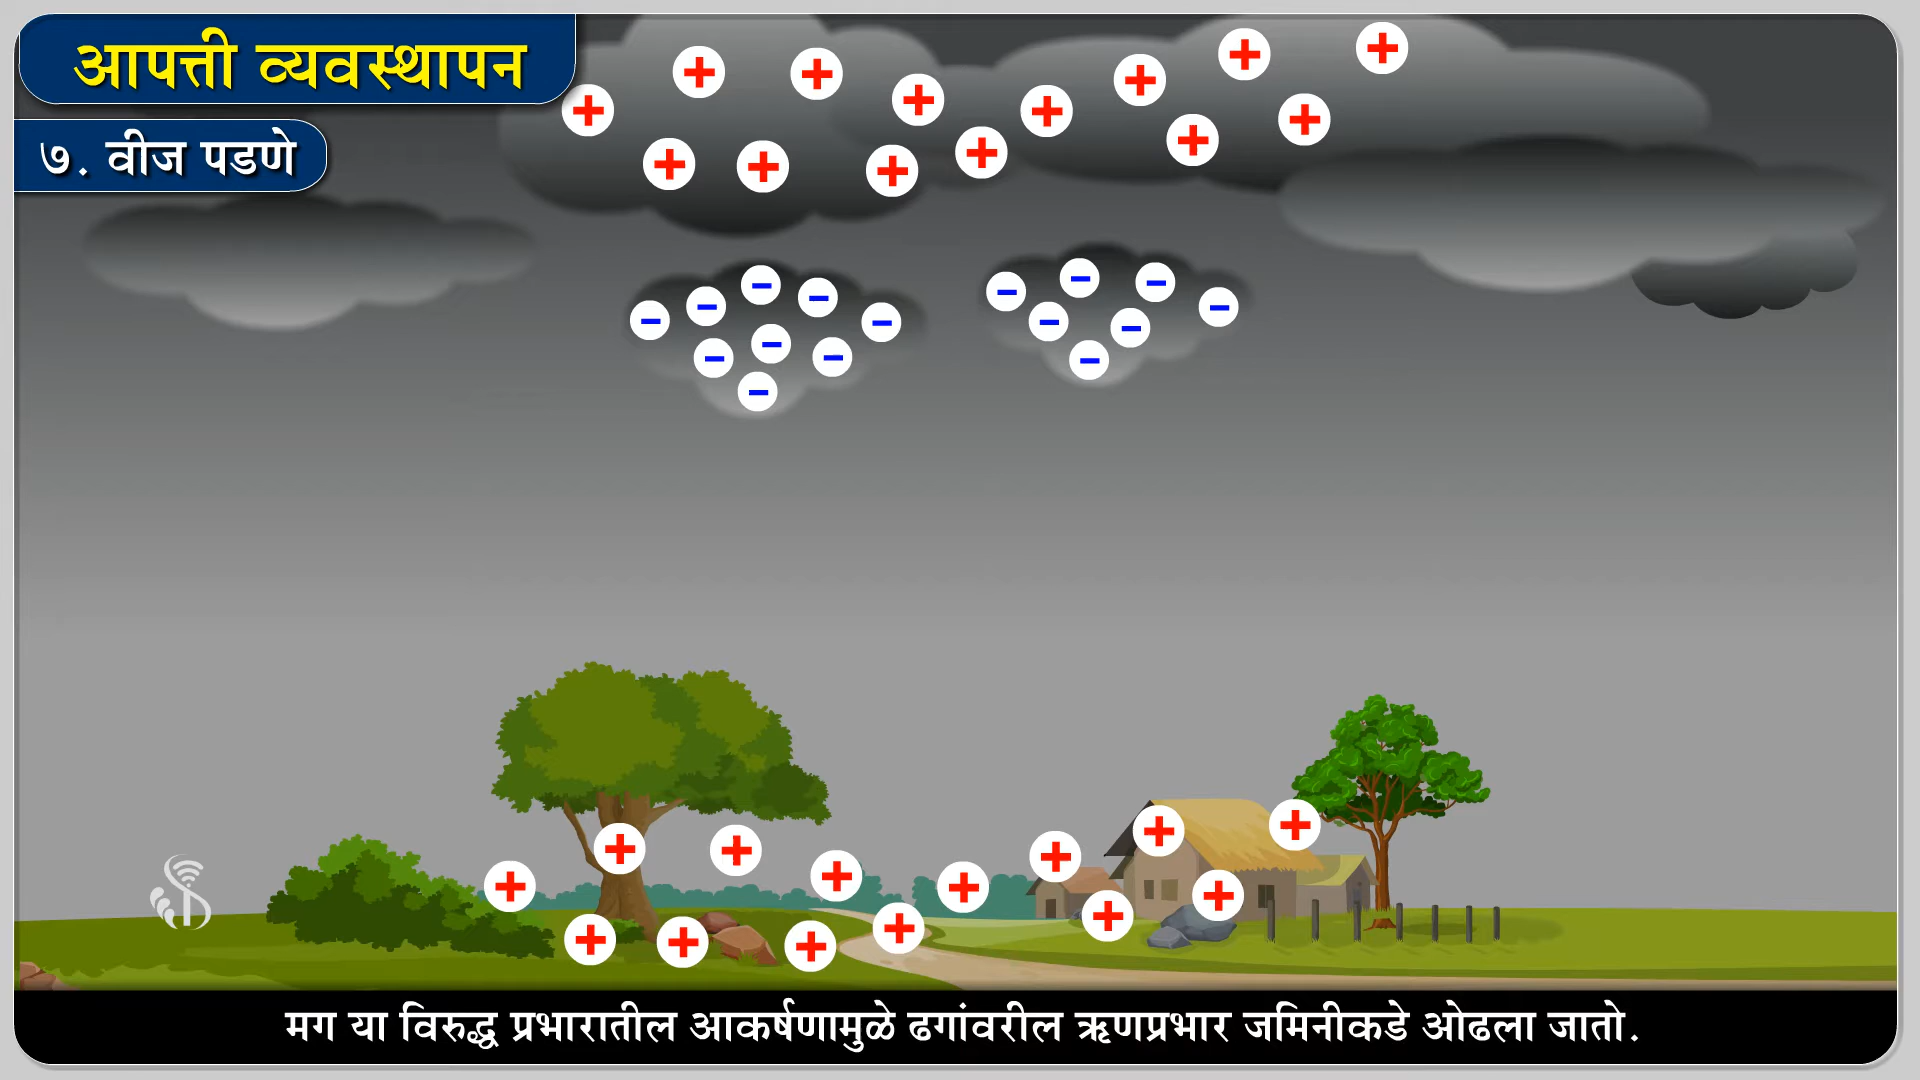 आपत्ती व्यवस्थापन
७. वीज पडणे
मग या विरुद्ध प्रभारातील आकर्षणामुळे ढगांवरील ऋणप्रभार जमिनीकडे ओढला जातो.